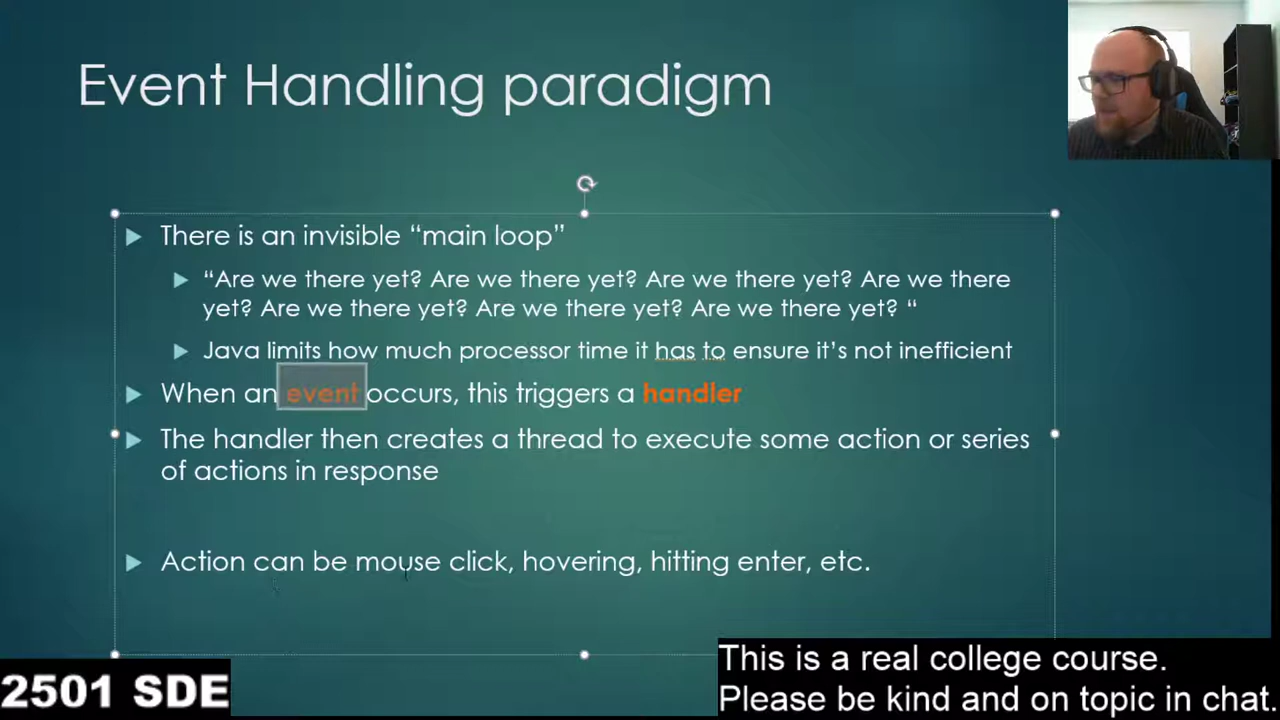 Event Handling paradigm
There is an invisible “main loop”
“Are we there yet? Are we there yet? Are we there yet? Are we there
yet? Are we there yet? Are we there yet? Are we there yet? “
Java limits how much processor time it has to ensure it’s not inefficient
When an event occurs, this triggers a handler
The handler then creates a thread to execute some action or series
of actions in response
Action can be mouse click, hovering, hitting enter, etc.
2501 SDE
This is a real college course.
Please be kind and on topic in chat.